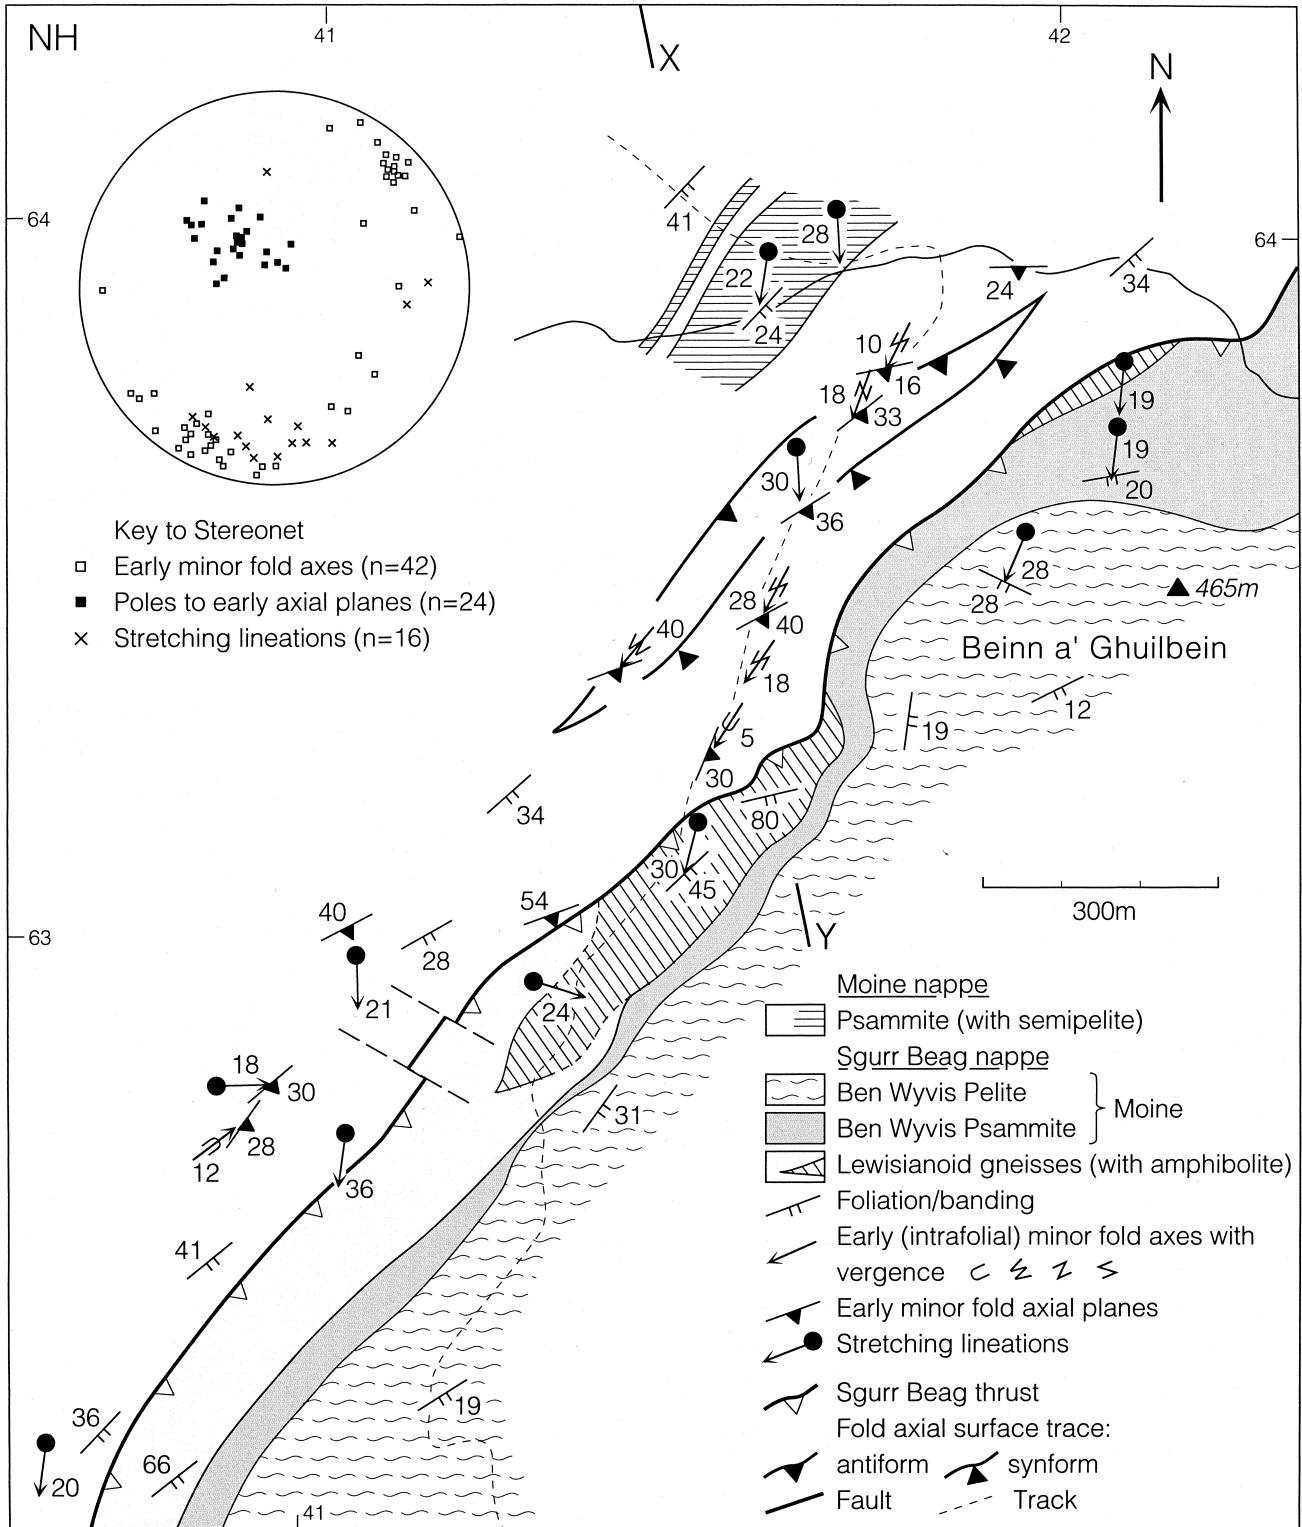 NH
41
42
X
N
64
64
41
28
22
24
24
34
10
16
18
33
19
19
20
30
36
28
28
465m
Beinn a' Ghuilbein
28
40
40
18
12
19
5
30
34
80
30
45
54
40
28
21
24
63
Y
300m
18
30
28
12
36
31
41
19
36
66
20
41
Key to Stereonet
Early minor fold axes (n=42)
Poles to early axial planes (n=24)
Stretching lineations (n=16)
Moine nappe
Psammite (with semipelite)
Sgurr Beag nappe
Ben Wyvis Pelite
Moine
Ben Wyvis Psammite
Lewisianoid gneisses (with amphibolite)
Foliation/banding
Early (intrafolial) minor fold axes with
vergence
Early minor fold axial planes
Stretching lineations
Sgurr Beag thrust
Fold axial surface trace:
antiform synform
Fault Track